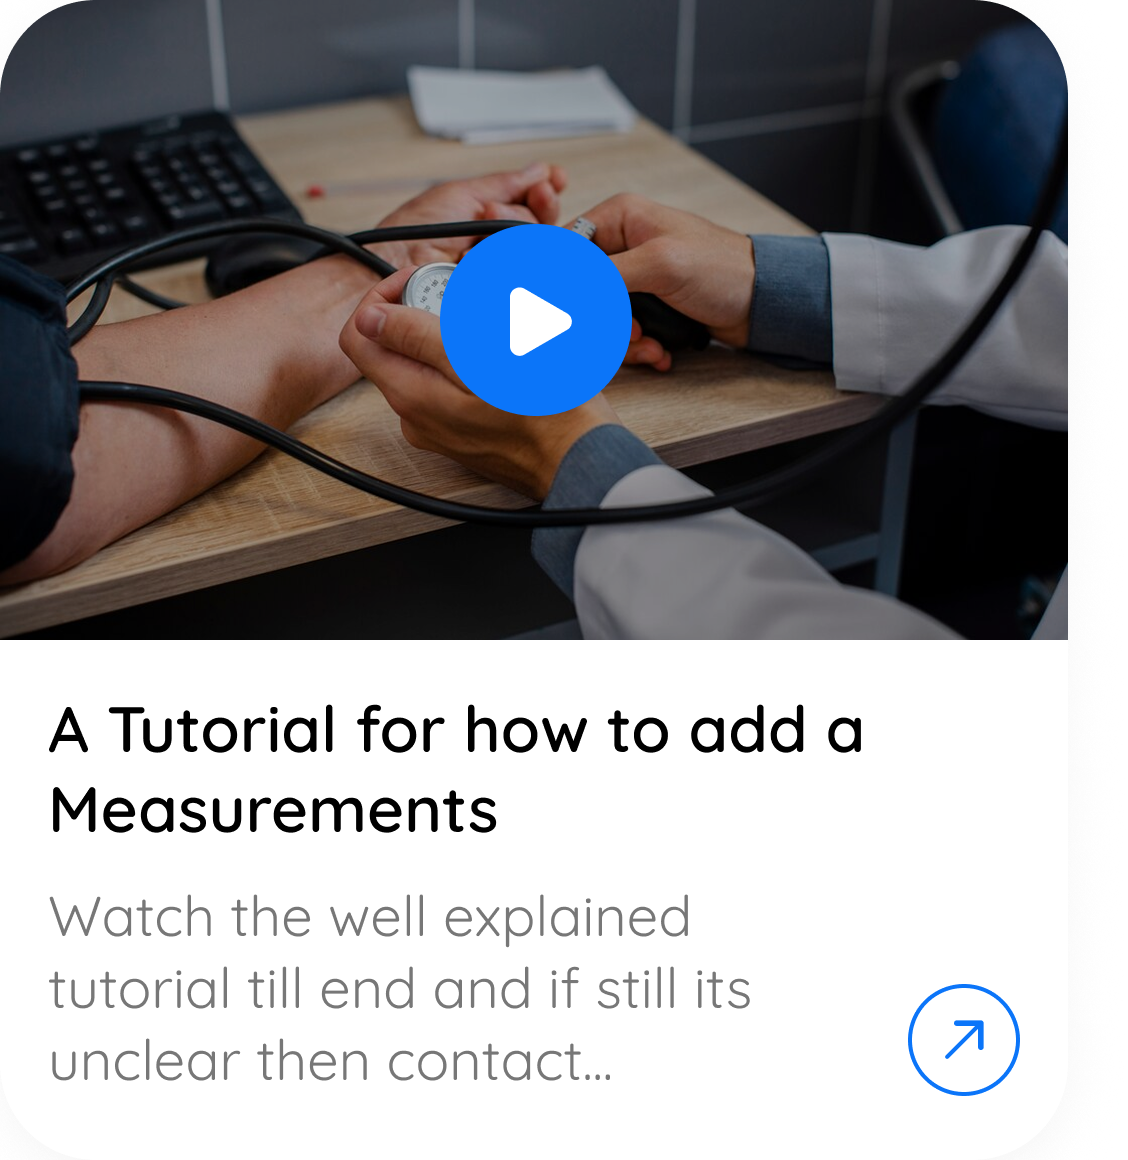 A Tutorial for how to add a
Measurements
Watch the well explained
tutorial till end and if still its
unclear then contact...